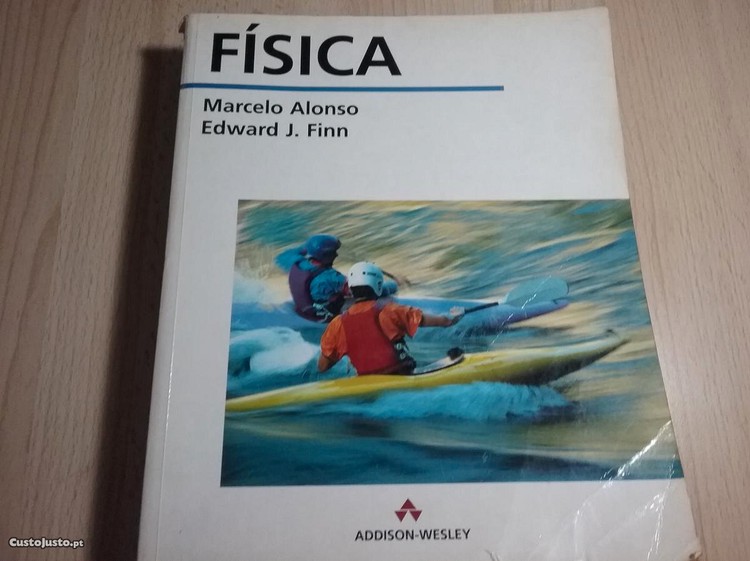 FÍSICA
Marcelo Alonso
Edward J. Finn
ADDISON-WESLEY
CustoJusto.pt